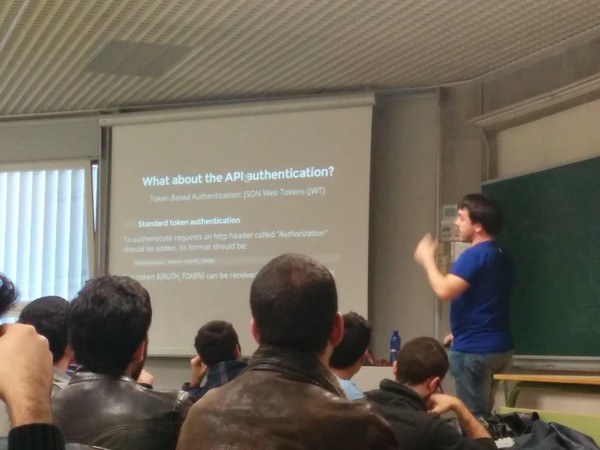 What about the API authentication?
Token Based Authentication: JSON Web Tokens (JWT)
Standard token authentication
To authenticate requests an http header called "Authorization"
should be added. Its format should be:
token ${AUTH_TOKEN} can be receive